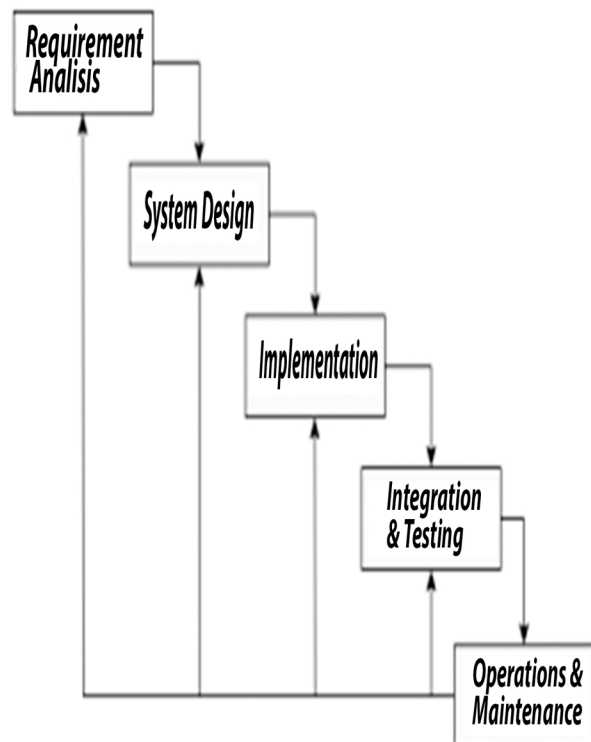 Requirement
Analisis
System Design
Implementation
Integration
& Testing
Operations &
Maintenance